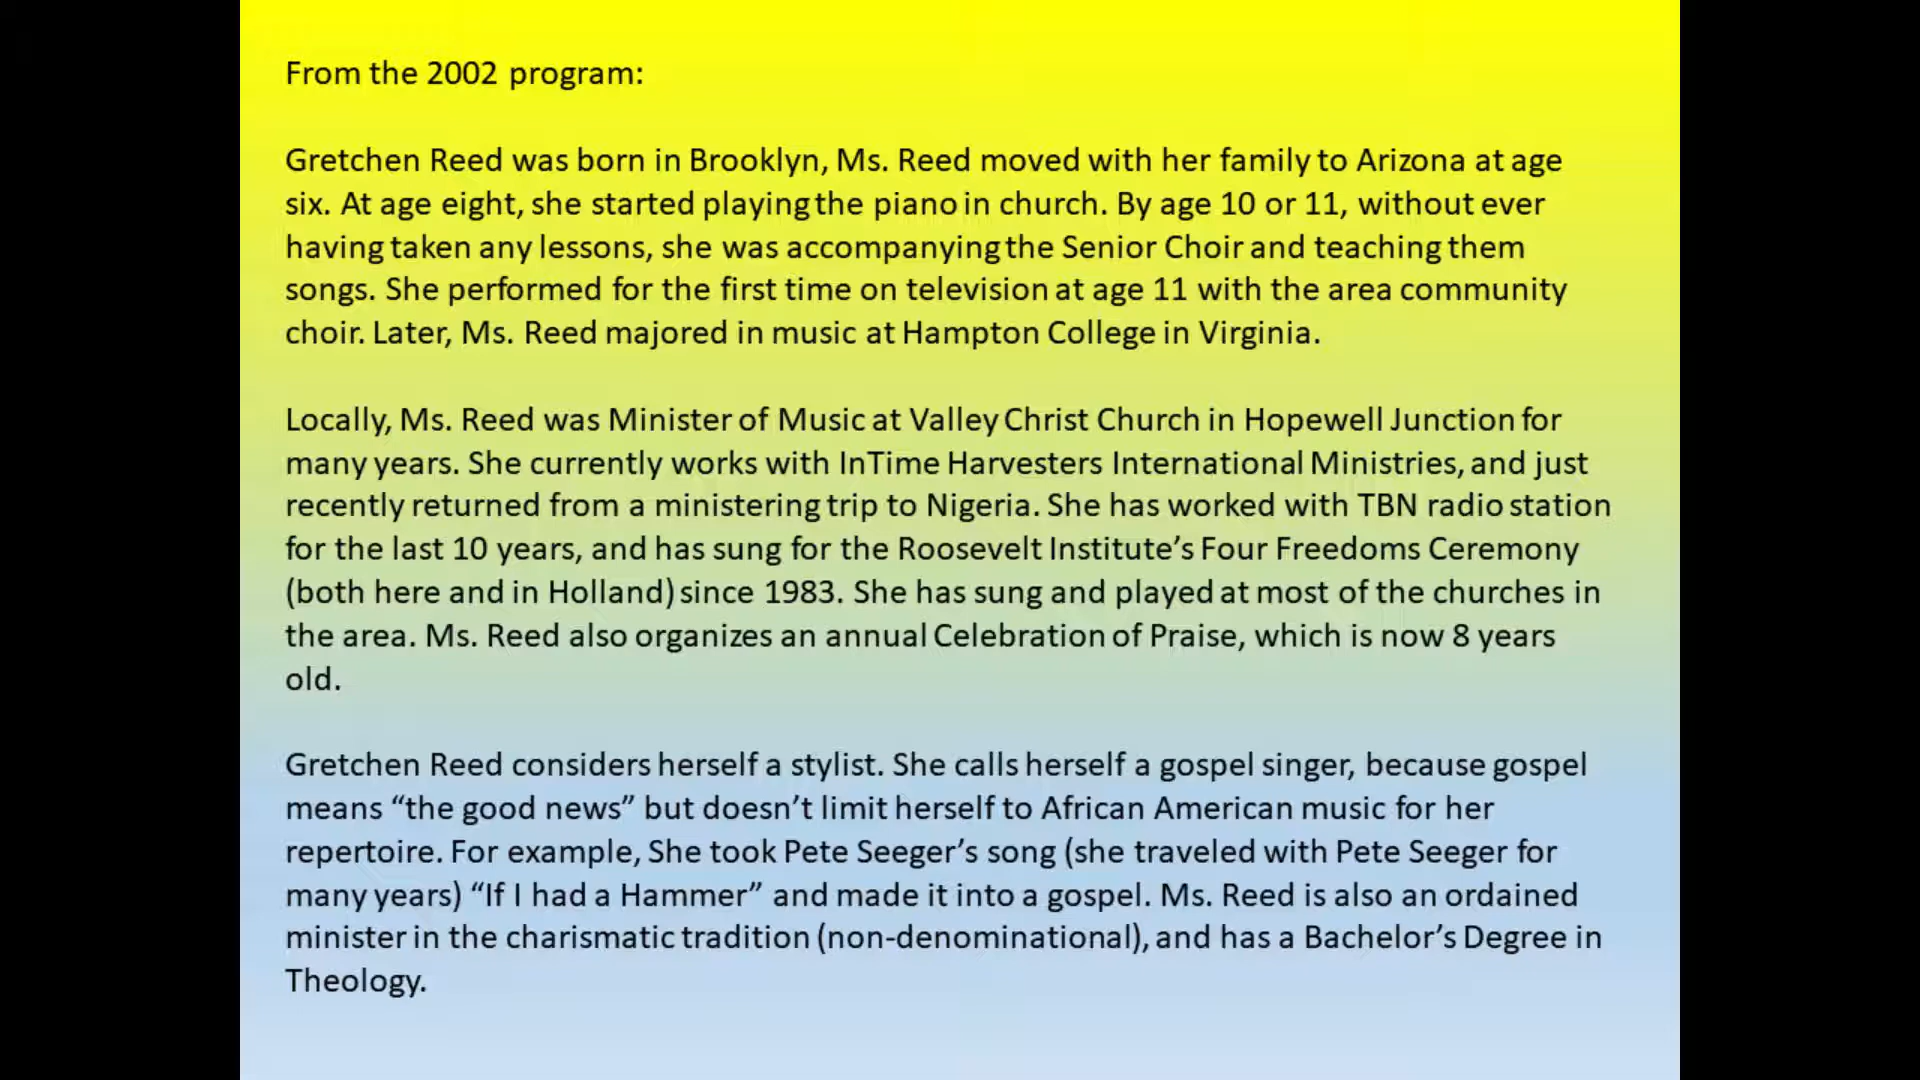 From the 2002 program:
Gretchen Reed was born in Brooklyn, Ms. Reed moved with her family to Arizona at age
six. At age eight, she started playing the piano in church. By age 10 or 11, without ever
having taken any lessons, she was accompanying the Senior Choir and teaching them
songs. She performed for the first time on television at age 11 with the area community
choir. Later, Ms. Reed majored in music at Hampton College in Virginia.
Locally, Ms. Reed was Minister of Music at Valley Christ Church in Hopewell Junction for
many years. She currently works with InTime Harvesters International Ministries, and just
recently returned from a ministering trip to Nigeria. She has worked with TBN radio station
for the last 10 years, and has sung for the Roosevelt Institute’s Four Freedoms Ceremony
(both here and in Holland) since 1983. She has sung and played at most of the churches in
the area. Ms. Reed also organizes an annual Celebration of Praise, which is now 8 years
old.
Gretchen Reed considers herself a stylist. She calls herself a gospel singer, because gospel
means “the good news” but doesn’t limit herself to African American music for her
repertoire. For example, She took Pete Seeger’s song (she traveled with Pete Seeger for
many years) “If I had a Hammer” and made it into a gospel. Ms. Reed is also an ordained
minister in the charismatic tradition (non-denominational), and has a Bachelor’s Degree in
Theology.